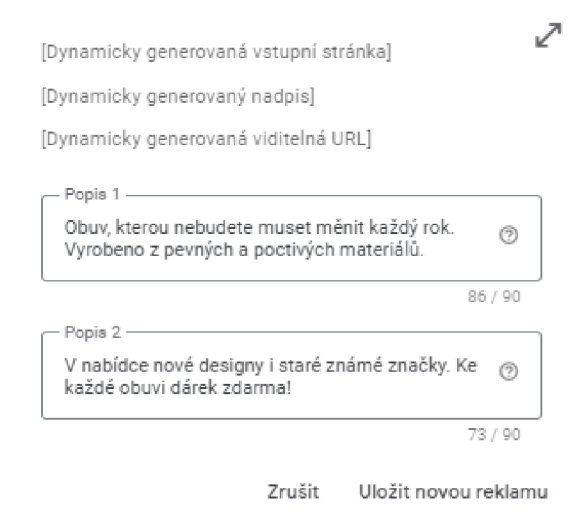 [Dynamicky generovaná vstupní stránka]
[Dynamicky generovaný nadpis]
[Dynamicky generovaná viditelná URL]
Popis 1
Obuv, kterou nebudete muset měnit každý rok.
Vyrobeno z pevných a poctivých materiálů.
86 / 90
Popis 2
V nabídce nové designy i staré známé značky. Ke
každé obuvi dárek zdarma!
73 / 90
Zrušit Uložit novou reklamu